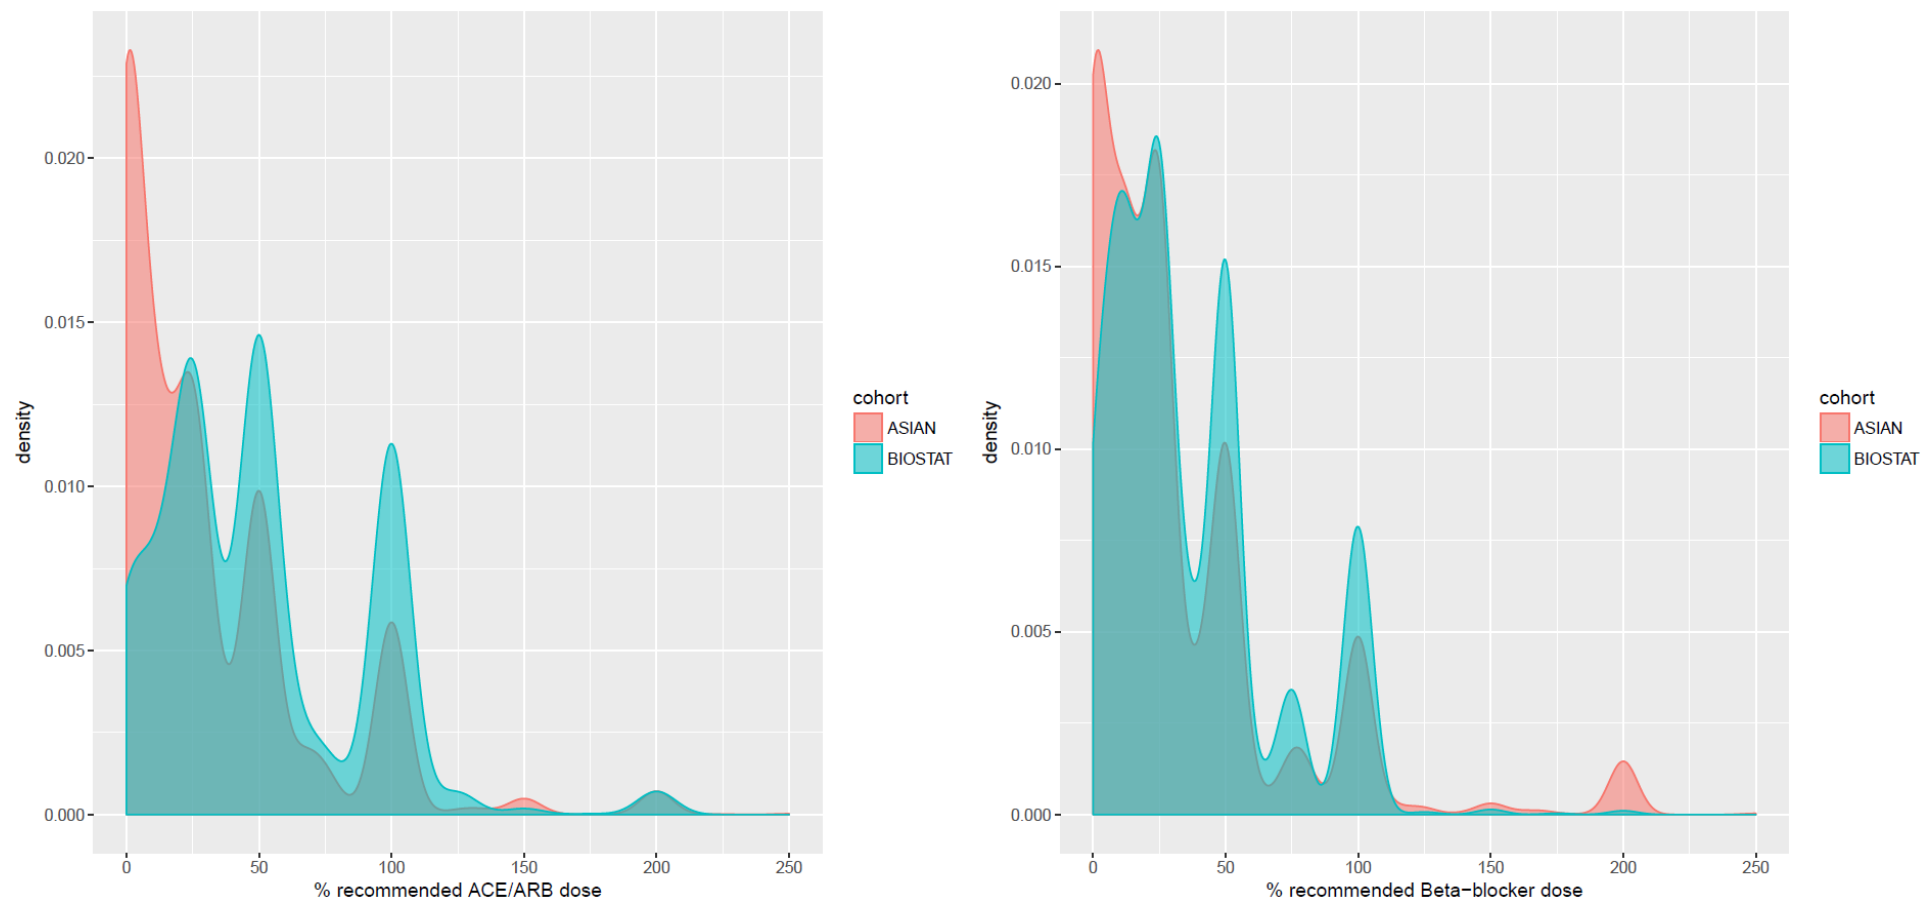 density
0.020
0.015
0.010
0.005
0.000
0 50 100 150 200 250
% recommended ACE/ARB dose
cohort
ASIAN
BIOSTAT
density
0.020
0.015
0.010
0.005
0.000
0 50 100 150 200 250
% recommended Beta−blocker dose
cohort
ASIAN
BIOSTAT